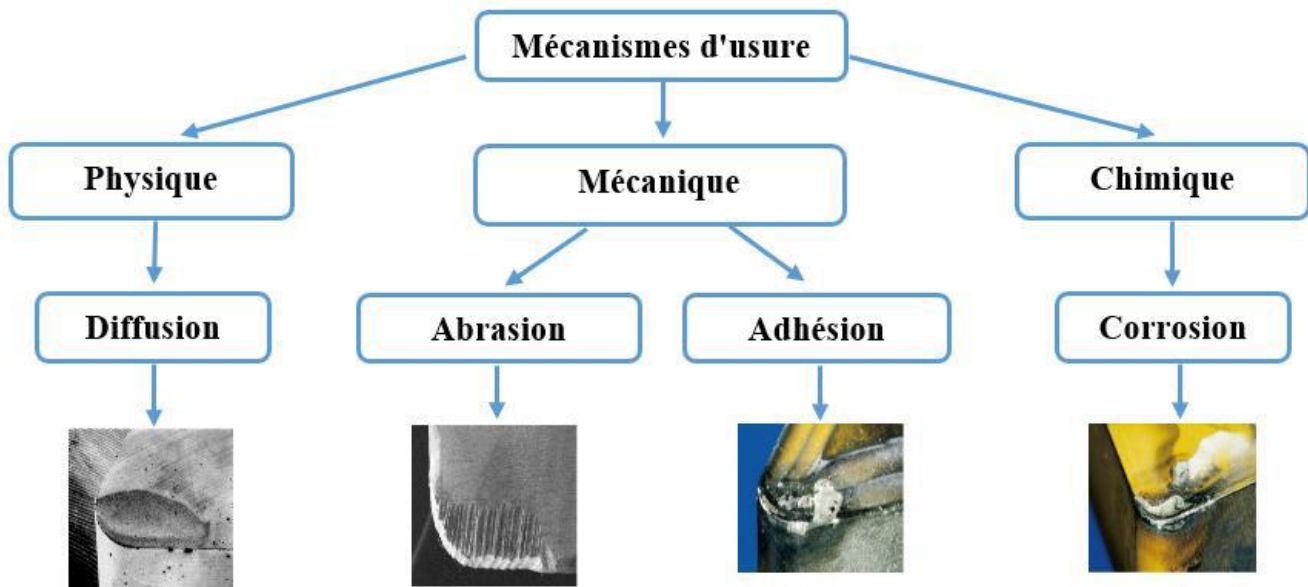 Mécanismes d'usure
Physique
Mécanique
Chimique
Diffusion
Abrasion
Adhésion
Corrosion